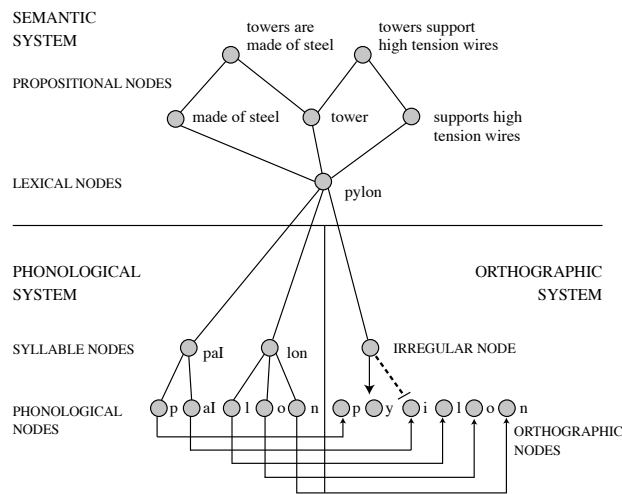 SEMANTIC
SYSTEM
towers are
made of steel
towers support
high tension wires
PROPOSITIONAL NODES
made of steel
tower
supports high
tension wires
LEXICAL NODES
pylon
PHONOLOGICAL
SYSTEM
ORTHOGRAPHIC
SYSTEM
SYLLABLE NODES
paI
lon
IRREGULAR NODE
PHONOLOGICAL
NODES
p aI l o n p y i l o n
ORTHOGRAPHIC
NODES